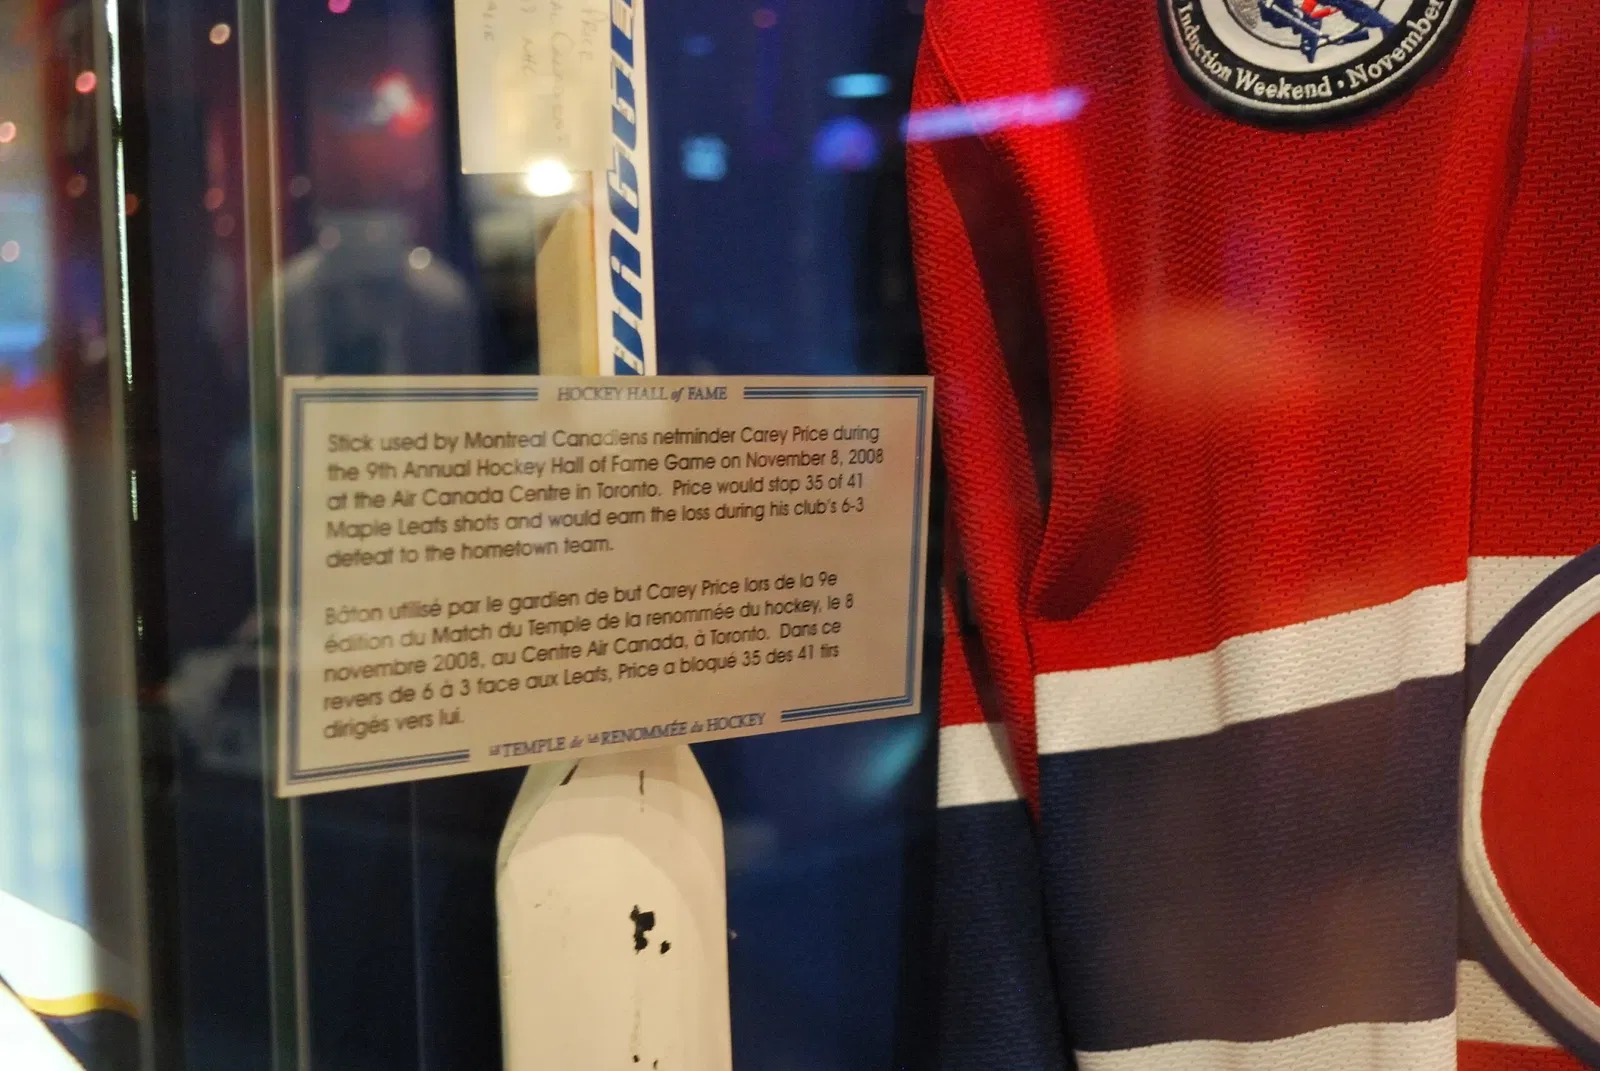 Induction Weekend • November
HOCKEY HALL of FAME
Stick used by Montreal Canadiens netminder Carey Price during
the 9th Annual Hockey Hall of Fame Game on November 8, 2008
at the Air Canada Centre in Toronto. Price would stop 35 of 41
Maple Leafs shots and would earn the loss during his club's 6-3
defeat to the hometown team.
Bâton utilisé par le gardien de but Carey Price lors de la 9e
édition du Match du Temple de la renommée du hockey, le 8
novembre 2008, au Centre Air Canada, à Toronto. Dans ce
revers de 6 à 3 face aux Leafs, Price a bloqué 35 des 41 tirs
dirigés vers lui.
LE TEMPLE de LA RENOMMÉE du HOCKEY